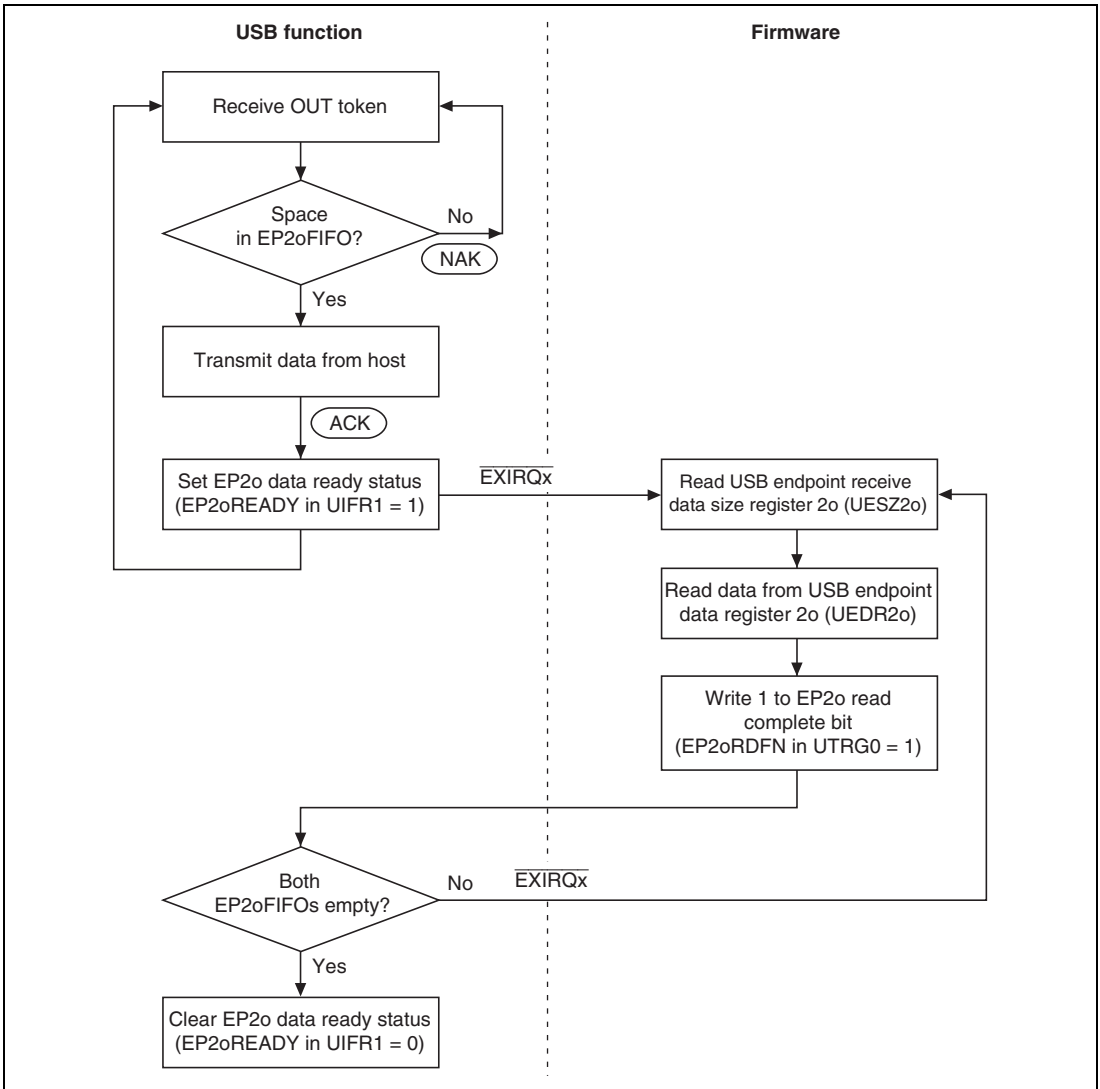 USB function
Firmware
Receive OUT token
Space
in EP2oFIFO?
No
NAK
Yes
Transmit data from host
ACK
Set EP2o data ready status
(EP2oREADY in UIFR1 = 1)
EXIRQx
Read USB endpoint receive
data size register 2o (UESZ2o)
Read data from USB endpoint
data register 2o (UEDR2o)
Write 1 to EP2o read
complete bit
(EP2oRDFN in UTRG0 = 1)
Both
EP2oFIFOs empty?
No
EXIRQx
Yes
Clear EP2o data ready status
(EP2oREADY in UIFR1 = 0)